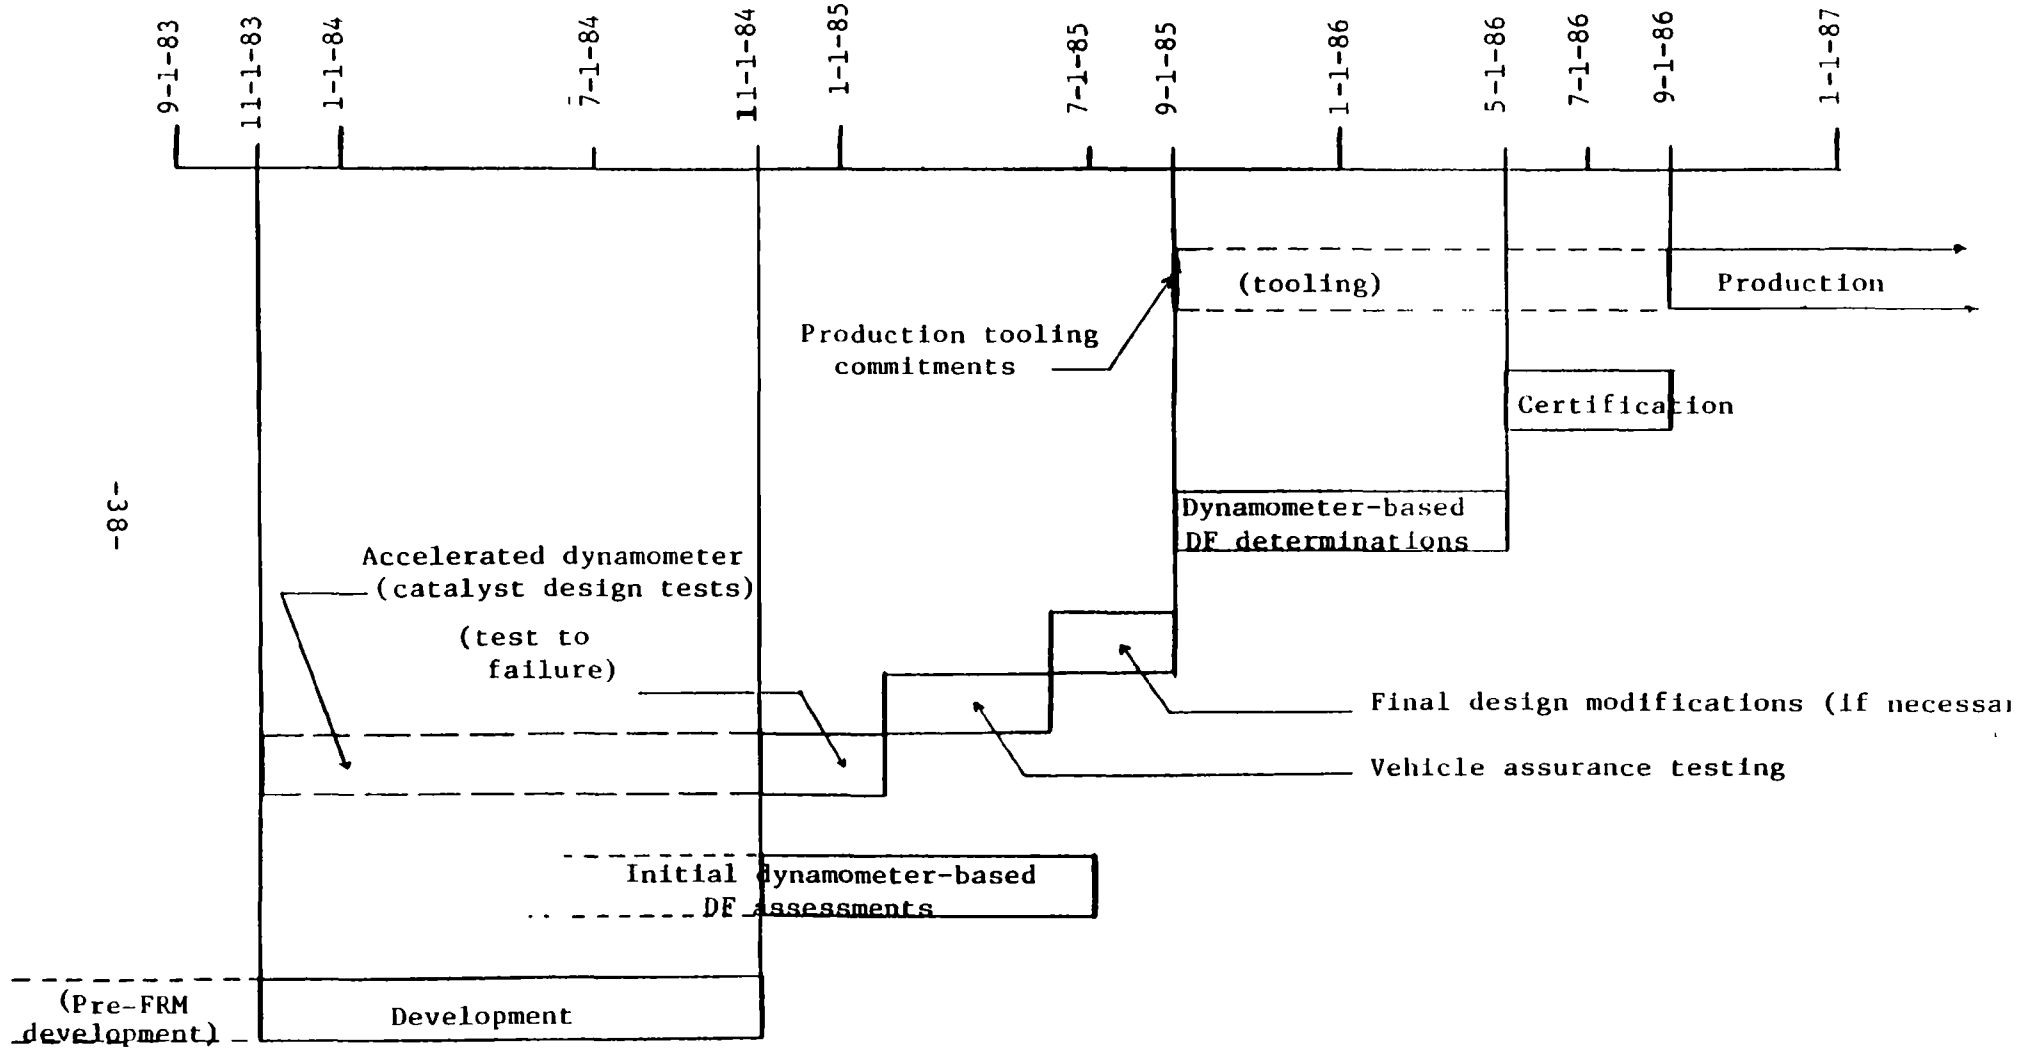 9-1-83
11-1-83
1-1-84
7-1-84
11-1-84
1-1-85
7-1-85
9-1-85
1-1-86
5-1-86
7-1-86
9-1-86
1-1-87
(tooling)
Production
Production tooling
commitments
Certification
-38-
Dynamometer-based
DF determinations
Accelerated dynamometer
(catalyst design tests)
(test to
failure)
Final design modifications (if
Vehicle assurance testing
Initial dynamometer-based
DF assessments
(Pre-FRM
development)
Development